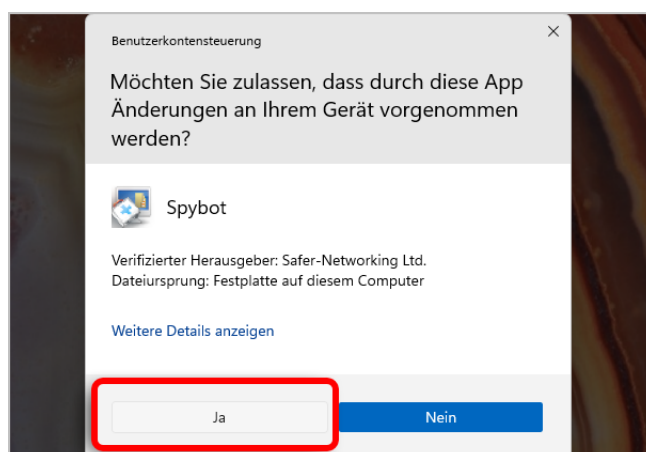 Benutzerkontensteuerung
Möchten Sie zulassen, dass durch diese App
Änderungen an Ihrem Gerät vorgenommen
werden?
Spybot
Verifizierter Herausgeber: Safer-Networking Ltd.
Dateiursprung: Festplatte auf diesem Computer
Weitere Details anzeigen
Ja
Nein